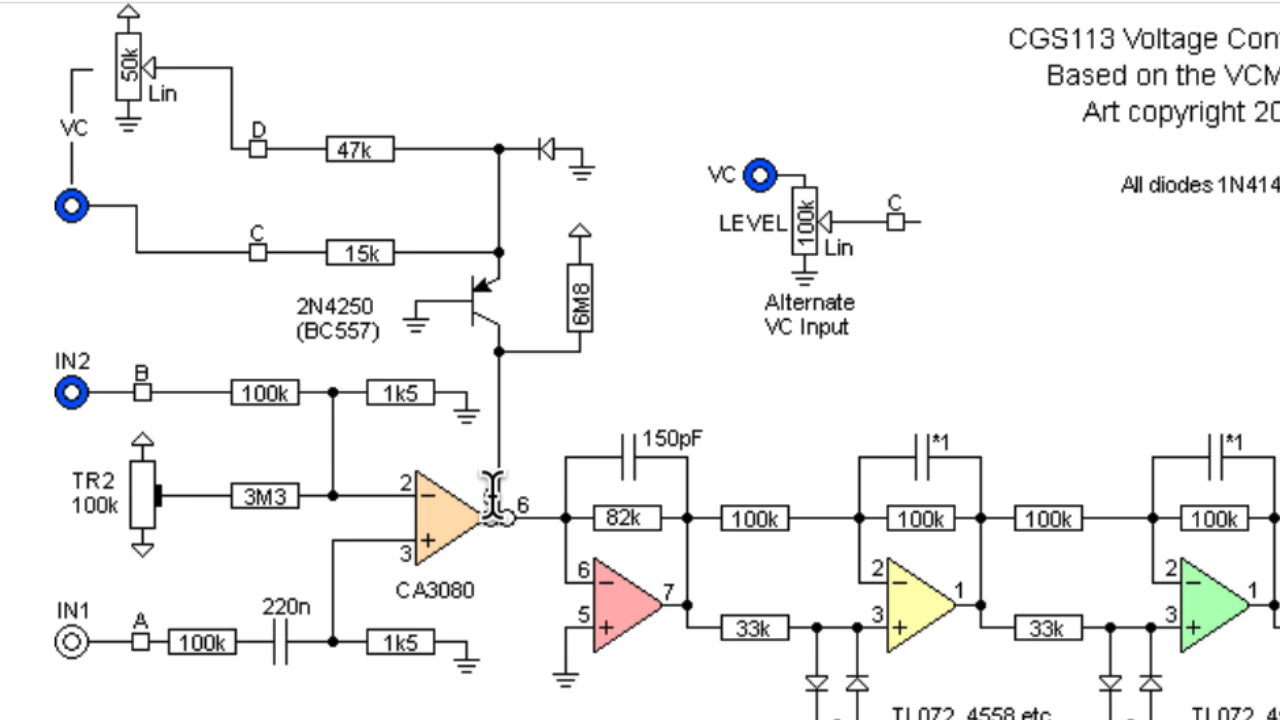 CGS113 Voltage Con
Based on the VCM
Art copyright 20
All diodes 1N414
50k
Lin
VC
D
47k
C
15k
2N4250
(BC557)
6M8
VC
LEVEL
100k
Lin
C
Alternate
VC Input
IN2
B
100k
1k5
TR2
100k
3M3
2
3
6
CA3080
IN1
A
100k
220n
1k5
150pF
82k
6
5
7
100k
33k
*1
100k
2
3
1
TL072, 4558 etc
100k
33k
*1
100k
2
3
1